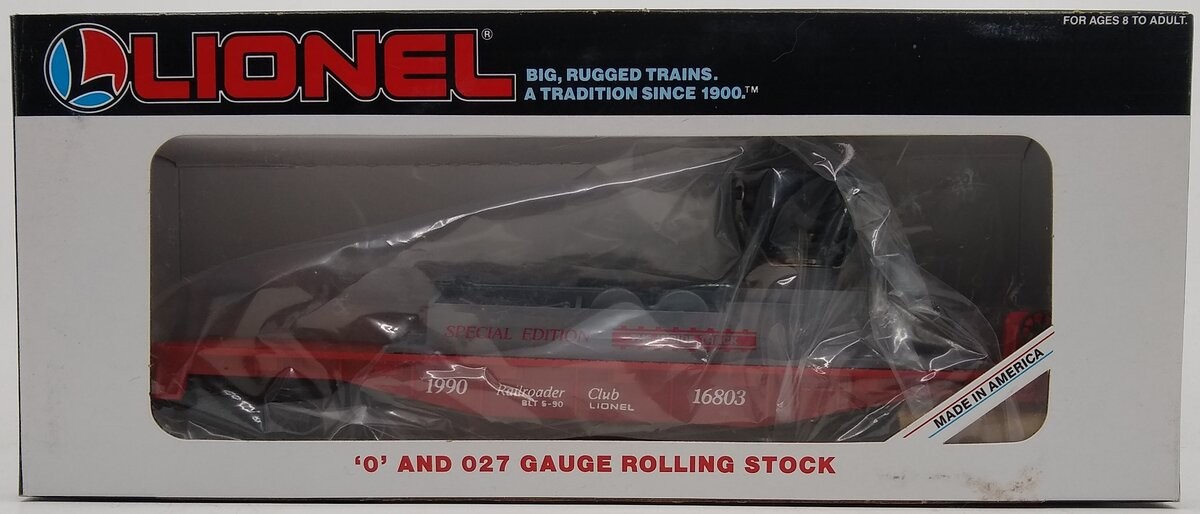 FOR AGES 8 TO ADULT.
LIONEL®
BIG, RUGGED TRAINS.
A TRADITION SINCE 1900.™
SPECIAL EDITION
1990 Railroader Club 16803
BLT 6-90 LIONEL
MADE IN AMERICA
'O' AND 027 GAUGE ROLLING STOCK